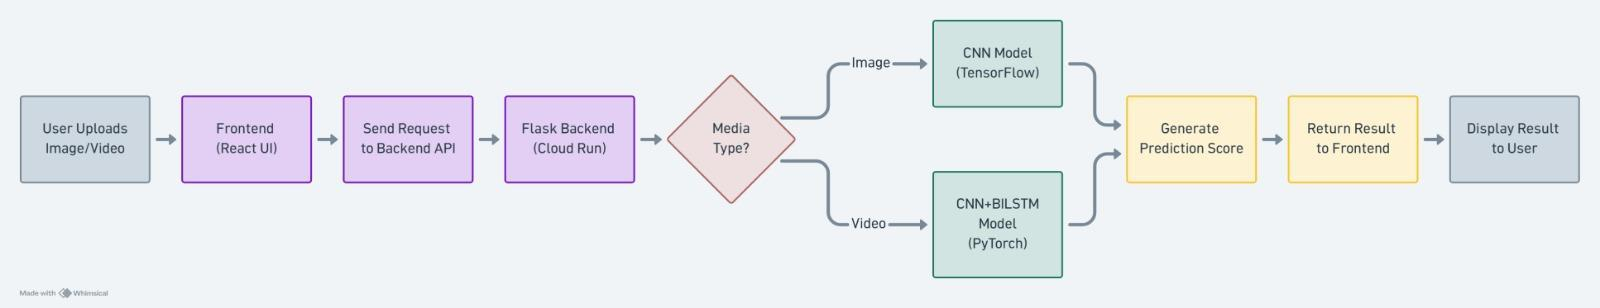 User Uploads
Image/Video
Frontend
(React UI)
Send Request
to Backend API
Flask Backend
(Cloud Run)
Media
Type?
Image
CNN Model
(TensorFlow)
Video
CNN+BILSTM
Model
(PyTorch)
Generate
Prediction Score
Return Result
to Frontend
Display Result
to User
Made with Whimsical